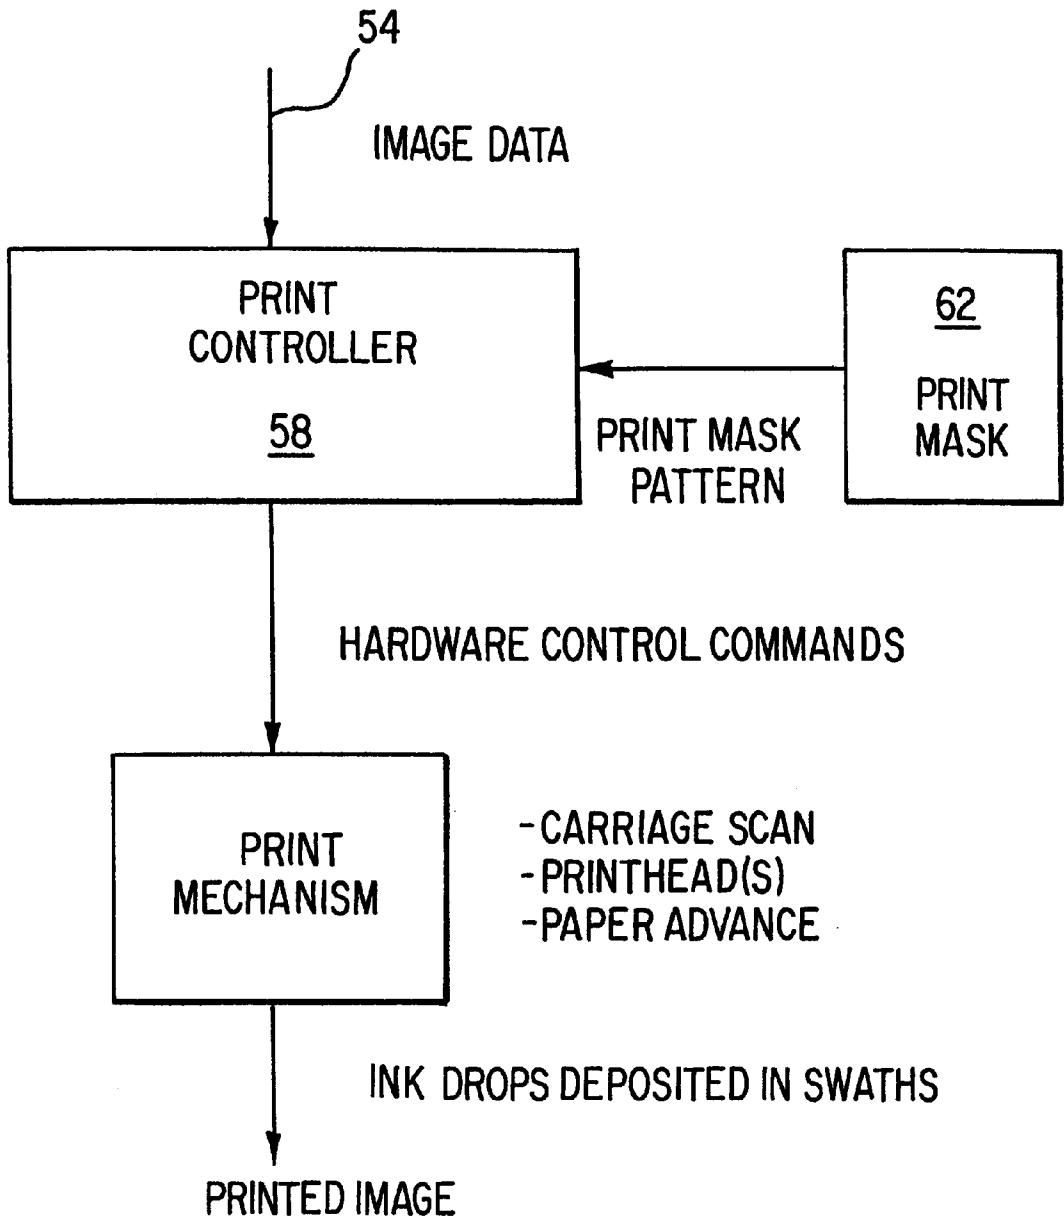 54
IMAGE DATA
PRINT
CONTROLLER
58
62
PRINT
MASK
PRINT MASK
PATTERN
HARDWARE CONTROL COMMANDS
PRINT
MECHANISM
-CARRIAGE SCAN
-PRINTHEAD(S)
-PAPER ADVANCE
INK DROPS DEPOSITED IN SWATHS
PRINTED IMAGE